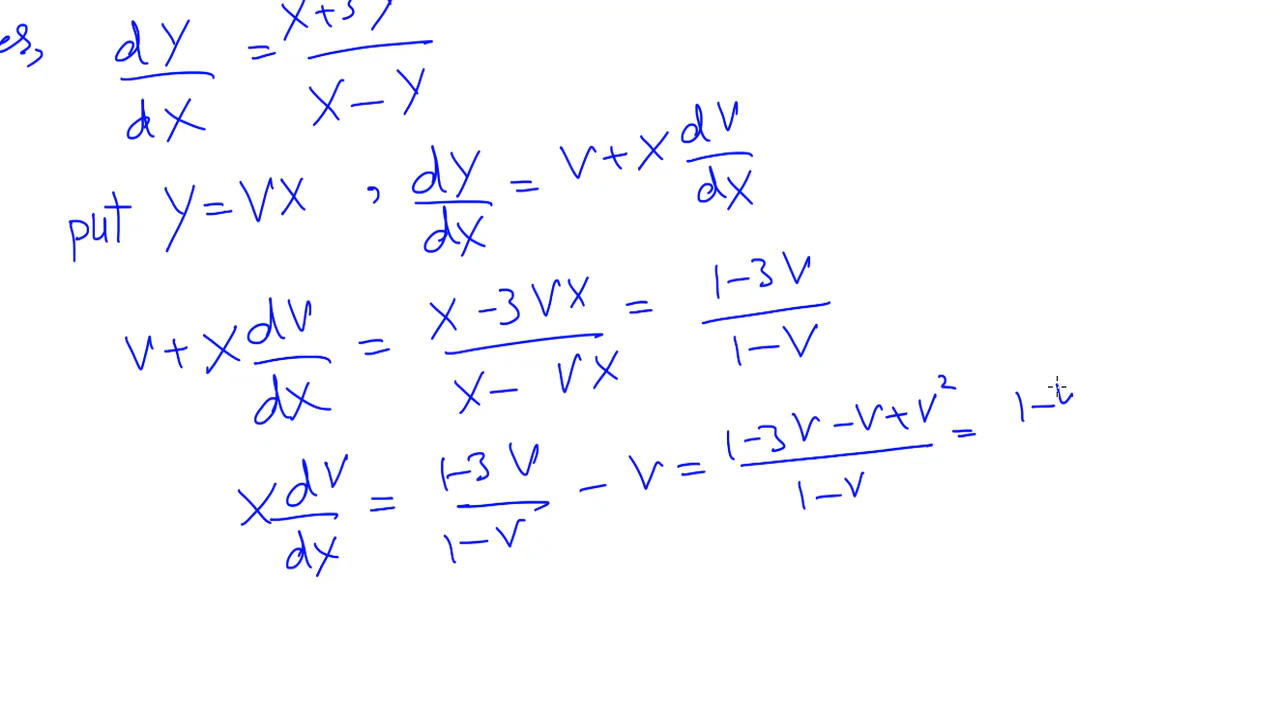 es, dY/dX = X+3Y/X-Y
put Y=VX , dY/dX = V+X dV/dX
V+X dV/dX = X-3VX/X-VX = 1-3V/1-V
X dV/dX = 1-3V/1-V - V = 1-3V-V+V²/1-V = 1-